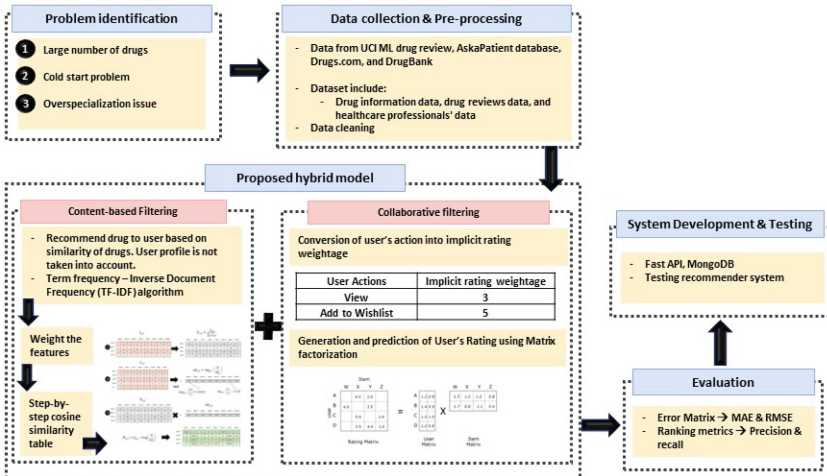 Problem identification
1 Large number of drugs
2 Cold start problem
3 Overspecialization issue
Data collection & Pre-processing
- Data from UCI ML drug review, AskaPatient database,
Drugs.com, and DrugBank
- Dataset include:
- Drug information data, drug reviews data, and
healthcare professionals' data
- Data cleaning
Proposed hybrid model
Content-based Filtering
- Recommend drug to user based on
similarity of drugs. User profile is not
taken into account.
- Term frequency – Inverse Document
Frequency (TF-IDF) algorithm
Weight the
features
Step-by-
step cosine
similarity
table
Collaborative filtering
Conversion of user's action into implicit rating
weightage
User Actions Implicit rating weightage
View 3
Add to Wishlist 5
Generation and prediction of User's Rating using Matrix
factorization
Item
W X Y Z
User
A
B
C
D
=
X
W X Y Z
Rating Matrix
User
Matrix
Item
Matrix
System Development & Testing
- Fast API, MongoDB
- Testing recommender system
Evaluation
- Error Matrix → MAE & RMSE
- Ranking metrics → Precision &
recall